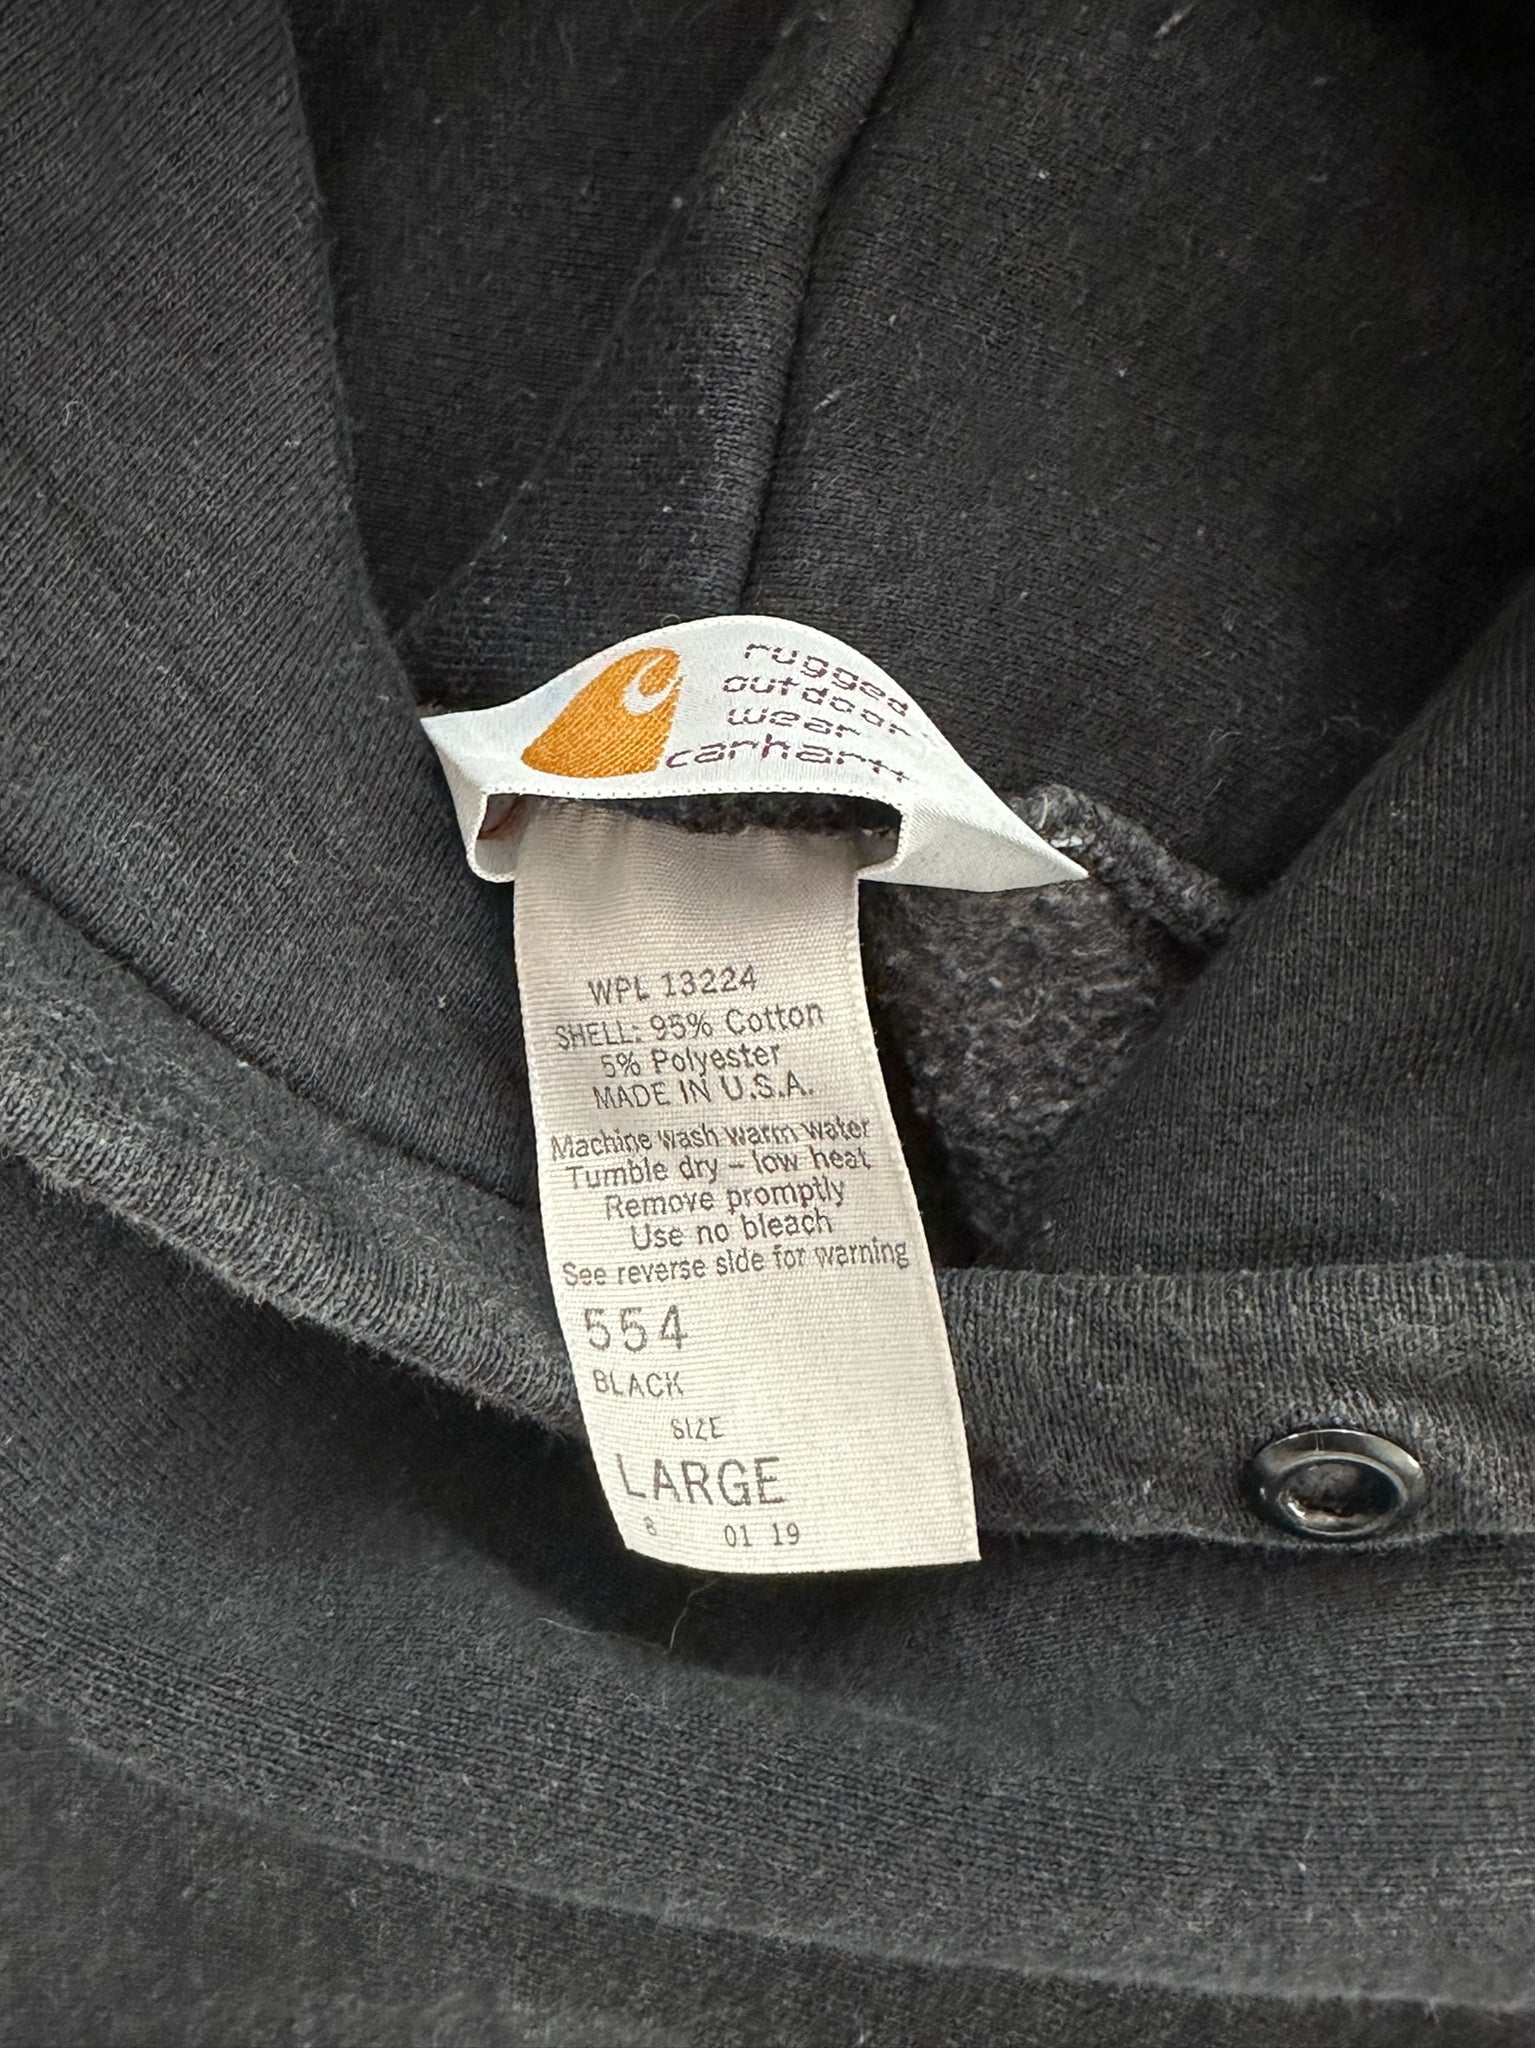 rugged
outdoor
wear
carhartt
WPL 13224
SHELL: 95% Cotton
5% Polyester
MADE IN U.S.A.
Machine wash warm water
Tumble dry – low heat
Remove promptly
Use no bleach
See reverse side for warning
554
BLACK
SIZE
LARGE
8 01 19